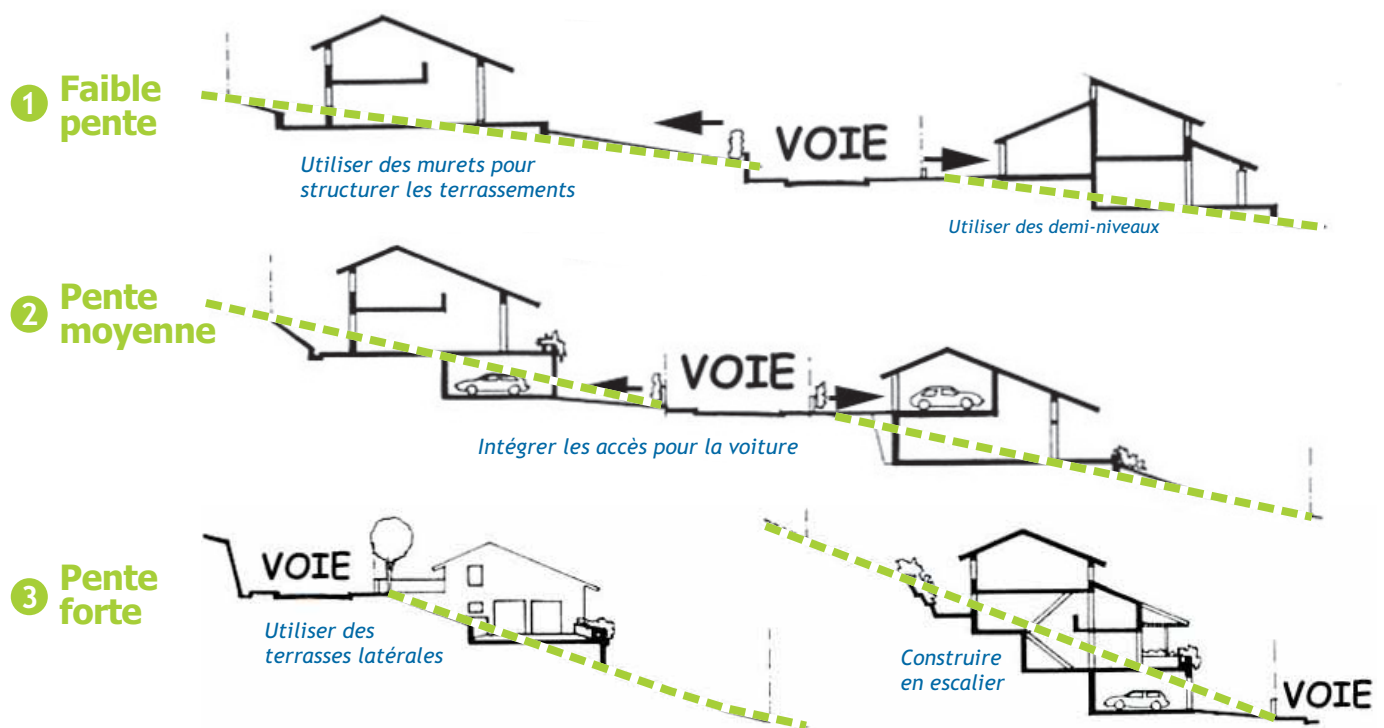 1 Faible
pente
VOIE
Utiliser des murets pour
structurer les terrassements
Utiliser des demi-niveaux
2 Pente
moyenne
VOIE
Intégrer les accès pour la voiture
3 Pente
forte
VOIE
Utiliser des
terrasses latérales
Construire
en escalier
VOIE